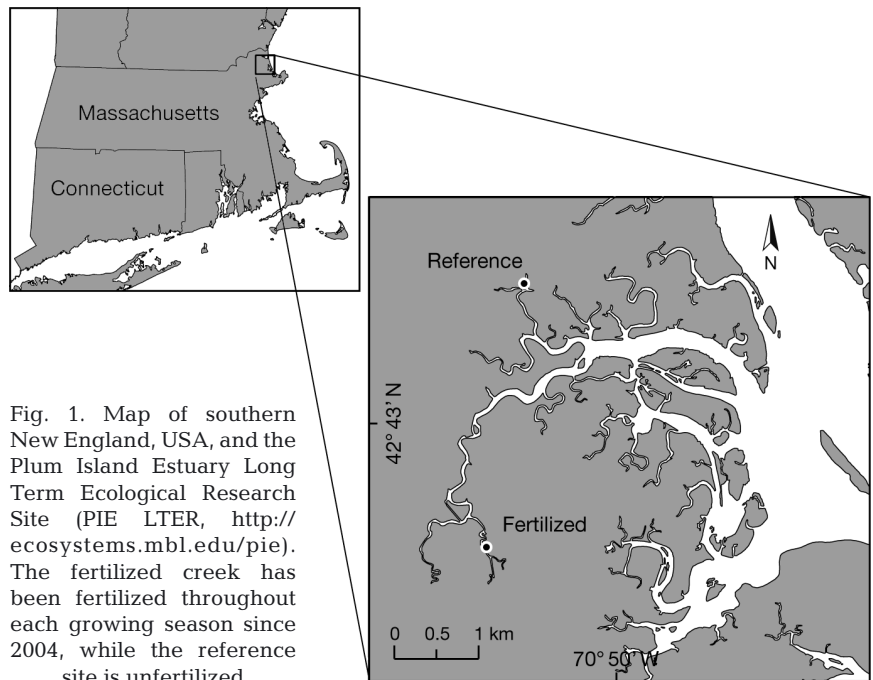 Massachusetts
Connecticut
Reference
N
42° 43' N
Fertilized
0 0.5 1 km
70° 50' W
Fig. 1. Map of southern
New England, USA, and the
Plum Island Estuary Long
Term Ecological Research
Site (PIE LTER, http://
ecosystems.mbl.edu/pie).
The fertilized creek has
been fertilized throughout
each growing season since
2004, while the reference
site is unfertilized